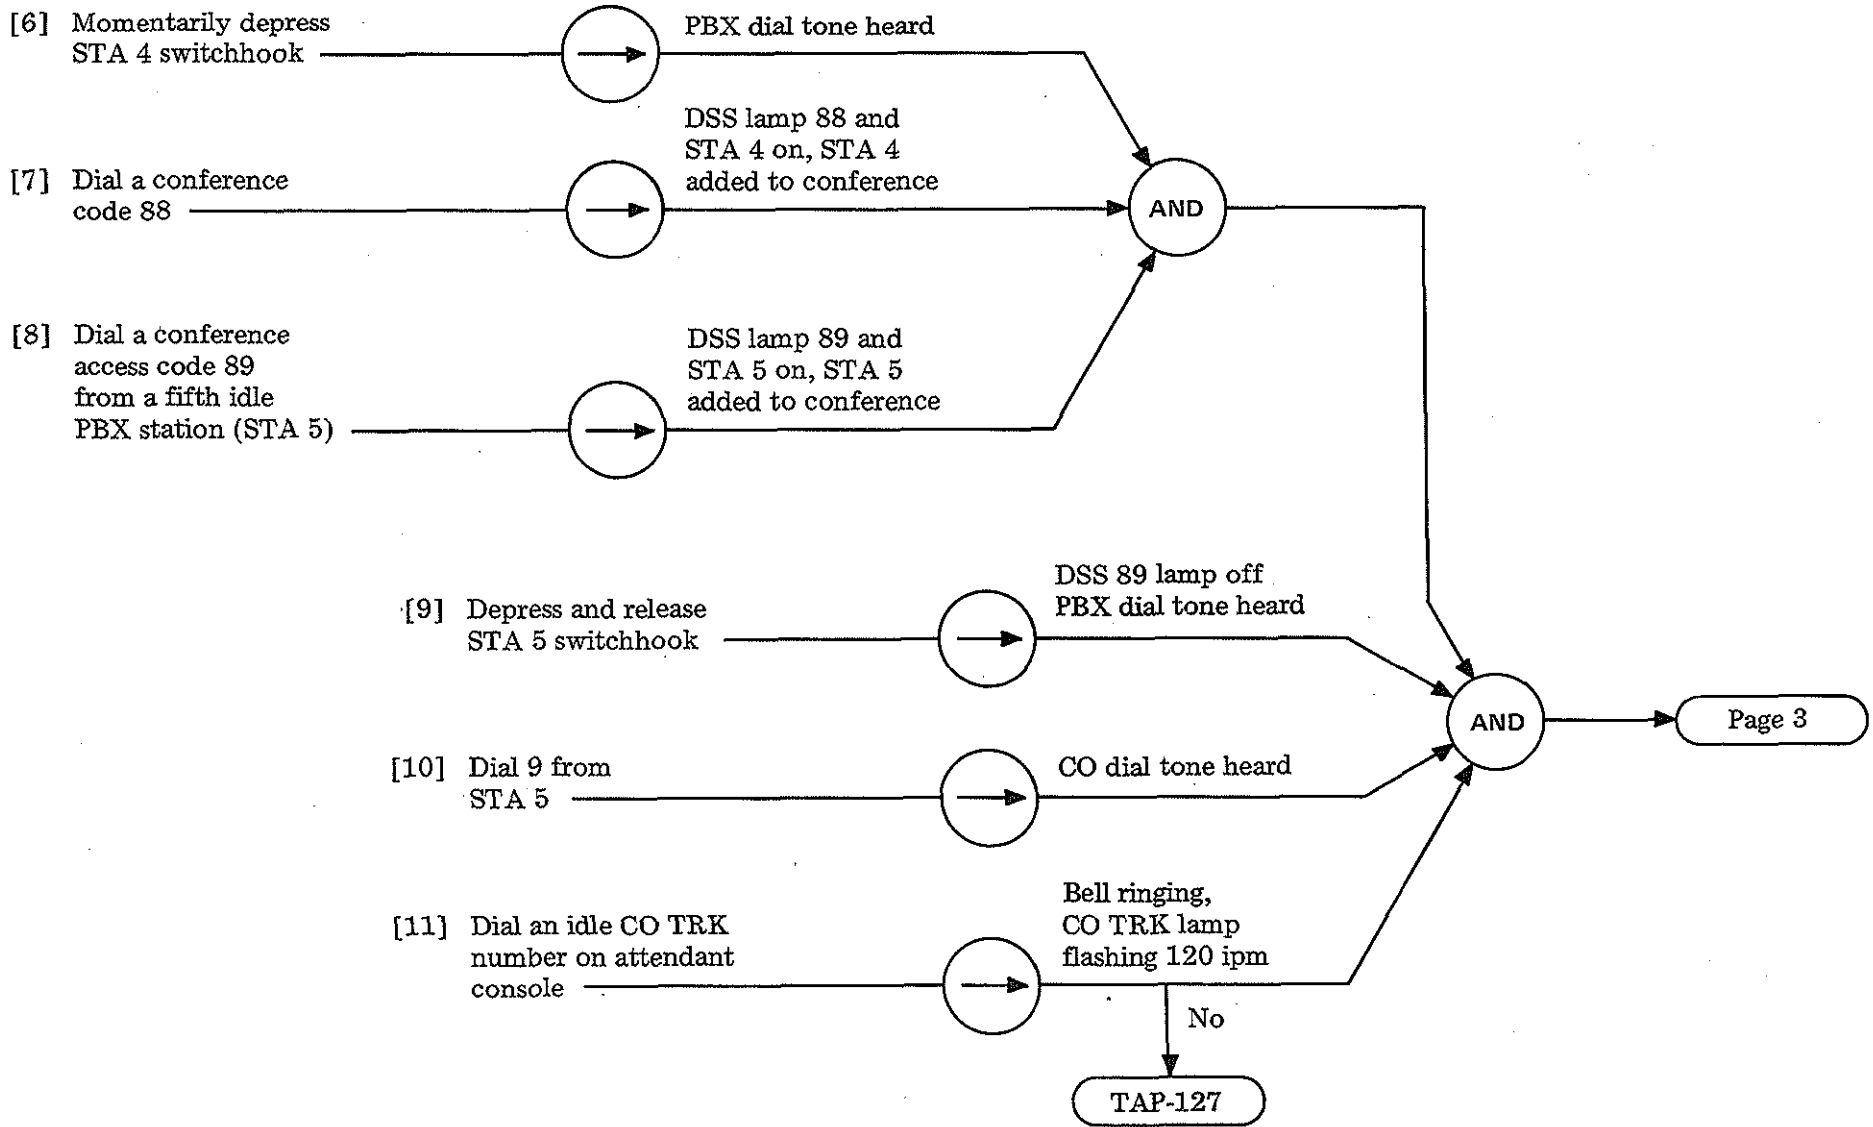 [6] Momentarily depress
STA 4 switchhook
PBX dial tone heard
[7] Dial a conference
code 88
DSS lamp 88 and
STA 4 on, STA 4
added to conference
AND
[8] Dial a conference
access code 89
from a fifth idle
PBX station (STA 5)
DSS lamp 89 and
STA 5 on, STA 5
added to conference
[9] Depress and release
STA 5 switchhook
DSS 89 lamp off
PBX dial tone heard
AND
Page 3
[10] Dial 9 from
STA 5
CO dial tone heard
[11] Dial an idle CO TRK
number on attendant
console
Bell ringing,
CO TRK lamp
flashing 120 ipm
No
TAP-127